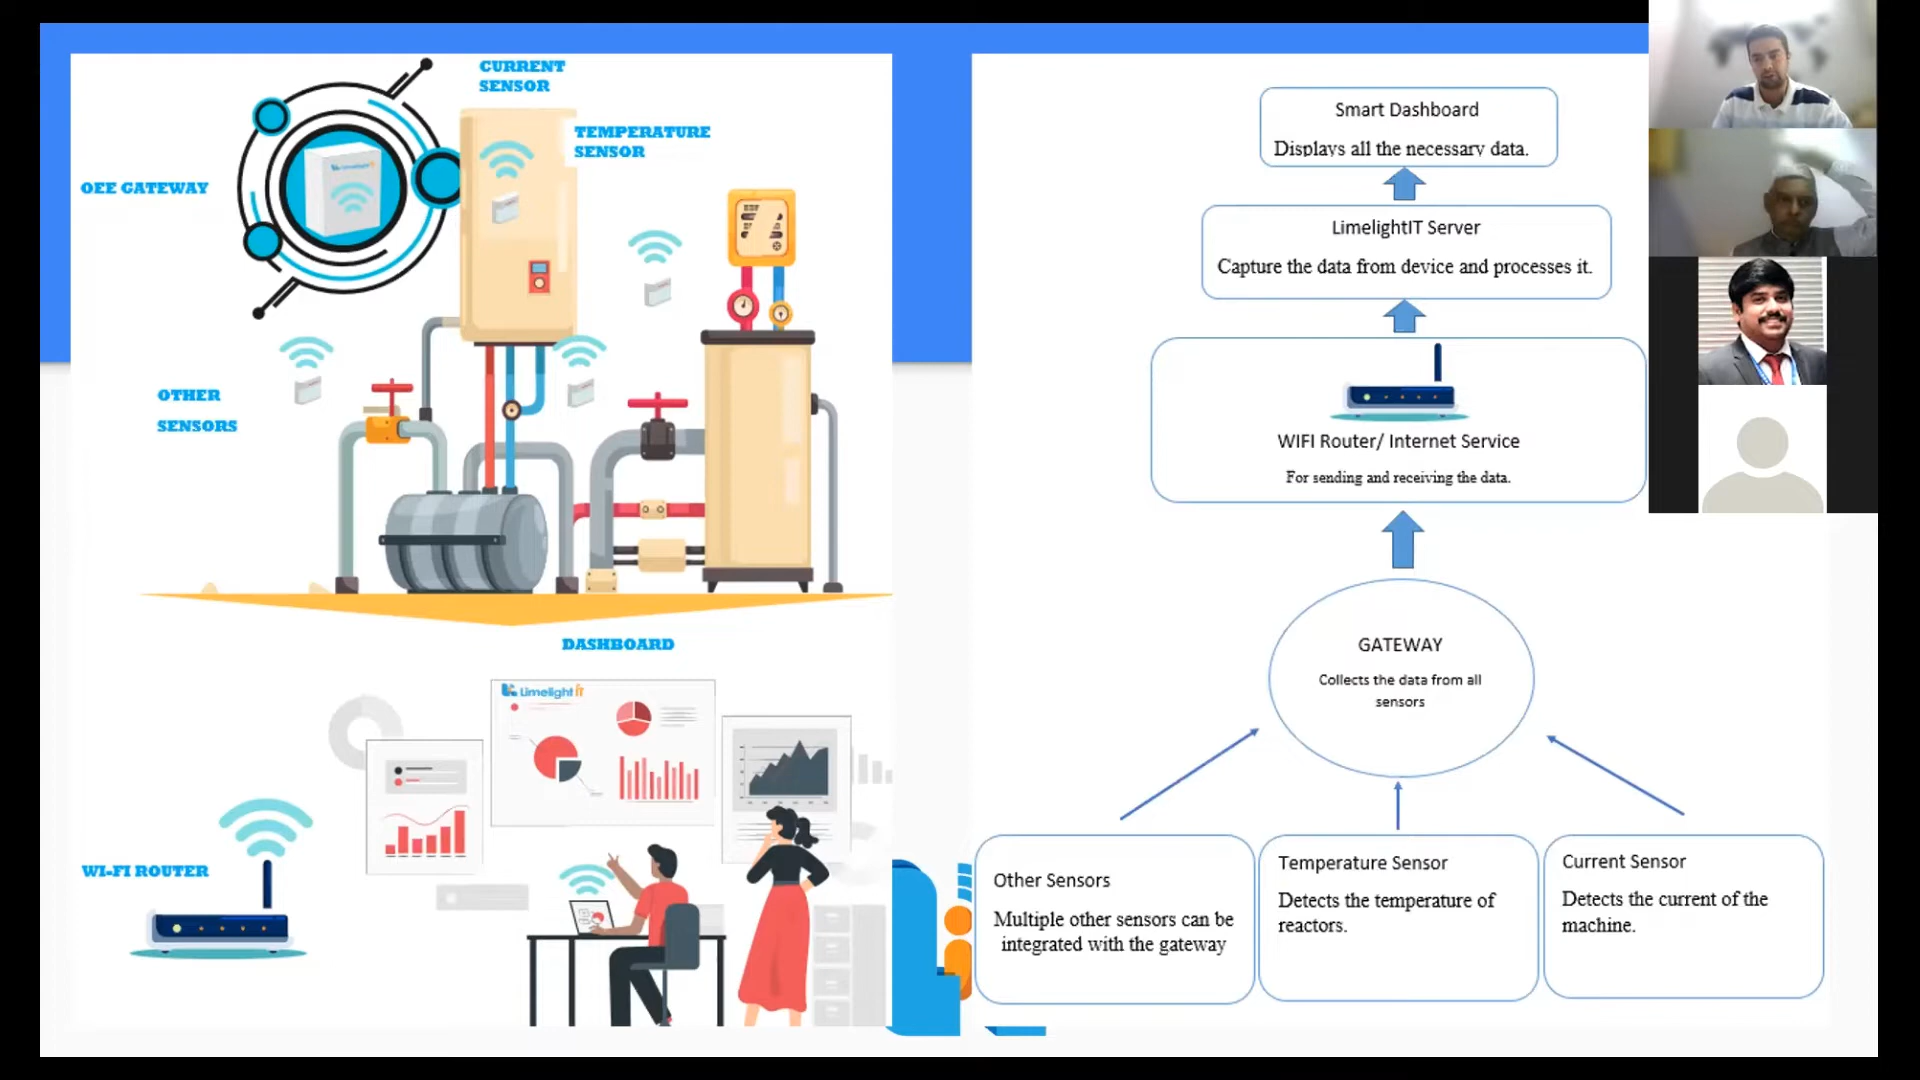 CURRENT
SENSOR
TEMPERATURE
SENSOR
OEE GATEWAY
Limelight it
OTHER
SENSORS
DASHBOARD
Limelight it
WI-FI ROUTER
Smart Dashboard
Displays all the necessary data.
LimelightIT Server
Capture the data from device and processes it.
WIFI Router/ Internet Service
For sending and receiving the data.
GATEWAY
Collects the data from all
sensors
Other Sensors
Multiple other sensors can be
integrated with the gateway
Temperature Sensor
Detects the temperature of
reactors.
Current Sensor
Detects the current of the
machine.